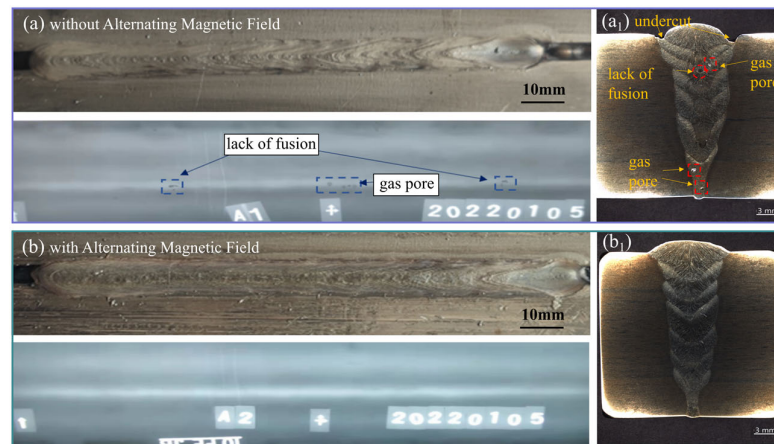 (a) without Alternating Magnetic Field
10mm
lack of fusion
gas pore
A1 + 20220105
(a1) undercut
lack of
fusion
gas
pore
gas
pore
3 mm
(b) with Alternating Magnetic Field
10mm
t A2 + 20220105
(b1)
3 mm